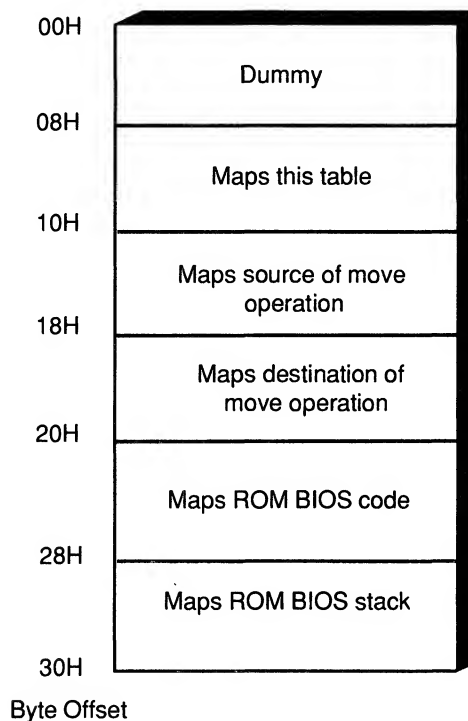 00H
Dummy
08H
Maps this table
10H
Maps source of move
operation
18H
Maps destination of
move operation
20H
Maps ROM BIOS code
28H
Maps ROM BIOS stack
30H
Byte Offset